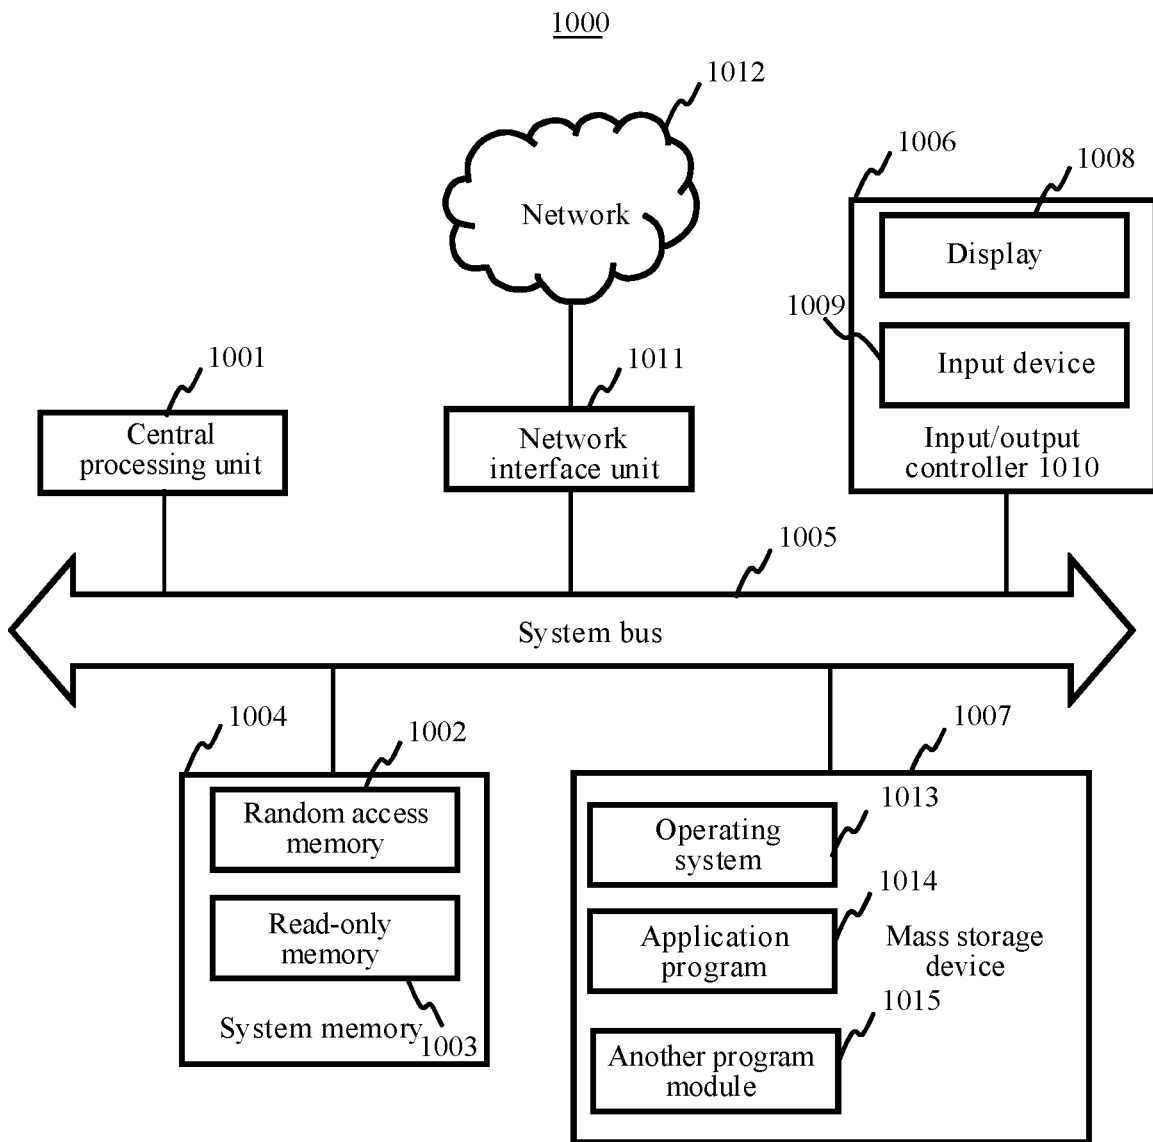 1000
1012
Network
1006
1008
Display
1009
Input device
Input/output
controller 1010
1001
Central
processing unit
1011
Network
interface unit
1005
System bus
1004
1002
Random access
memory
Read-only
memory
System memory
1003
1007
1013
Operating
system
1014
Application
program
Mass storage
device
1015
Another program
module